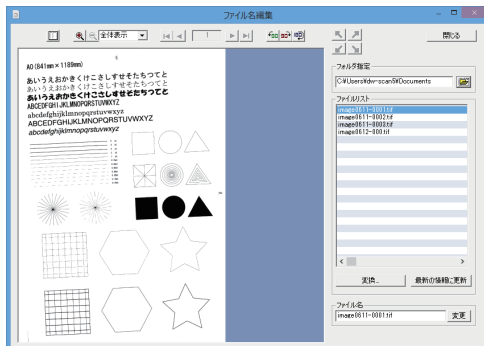 ファイル名編集
全体表示
1
閉じる
A0(841mm×1189mm)
あいうえおかきくけこさしすせそたちつてと
あいうえおかきくけこさしすせそたちつてと
あいうえおかきくけこさしすせそたちつてと
ABCEDFGHIJKLMNOPQRSTUVWXYZ
abcdefghijklmnopqrstuvwxyz
ABCEDFGHIJKLMNOPQRSTUVWXYZ
abcdefghijklmnopqrstuvwxyz
フォルダ指定
C:¥Users¥dw-scan5¥Documents
ファイルリスト
image0611-0001.tif
image0611-0002.tif
image0611-0003.tif
image0612-000.tif
変換...
最新の情報に更新
ファイル名
image0611-0001.tif
変更